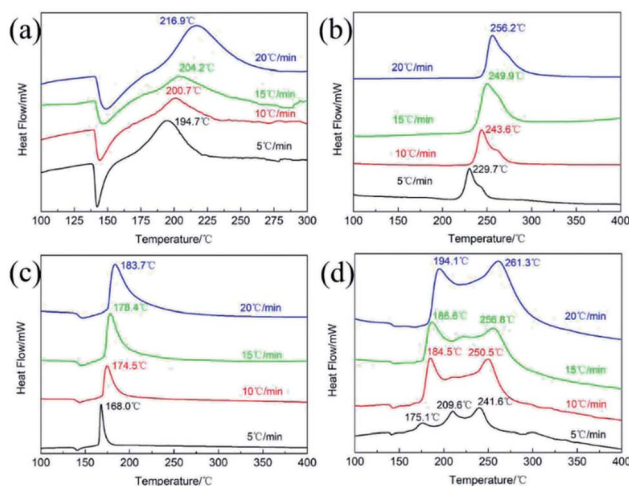 (a)
216.9℃
20℃/min
204.2℃
15℃/min
200.7℃
10℃/min
194.7℃
5℃/min
Heat Flow/mW
100 125 150 175 200 225 250 275 300
Temperature/℃
(b)
256.2℃
20℃/min
249.9℃
15℃/min
243.6℃
10℃/min
229.7℃
5℃/min
Heat Flow/mW
100 150 200 250 300 350 400
Temperature/℃
(c)
183.7℃
20℃/min
178.4℃
15℃/min
174.5℃
10℃/min
168.0℃
5℃/min
Heat Flow/mW
100 150 200 250 300 350 400
Temperature/℃
(d)
194.1℃ 261.3℃
20℃/min
186.6℃ 256.8℃
15℃/min
184.5℃ 250.5℃
10℃/min
175.1℃ 209.6℃ 241.6℃
5℃/min
Heat Flow/mW
100 150 200 250 300 350 400
Temperature/℃